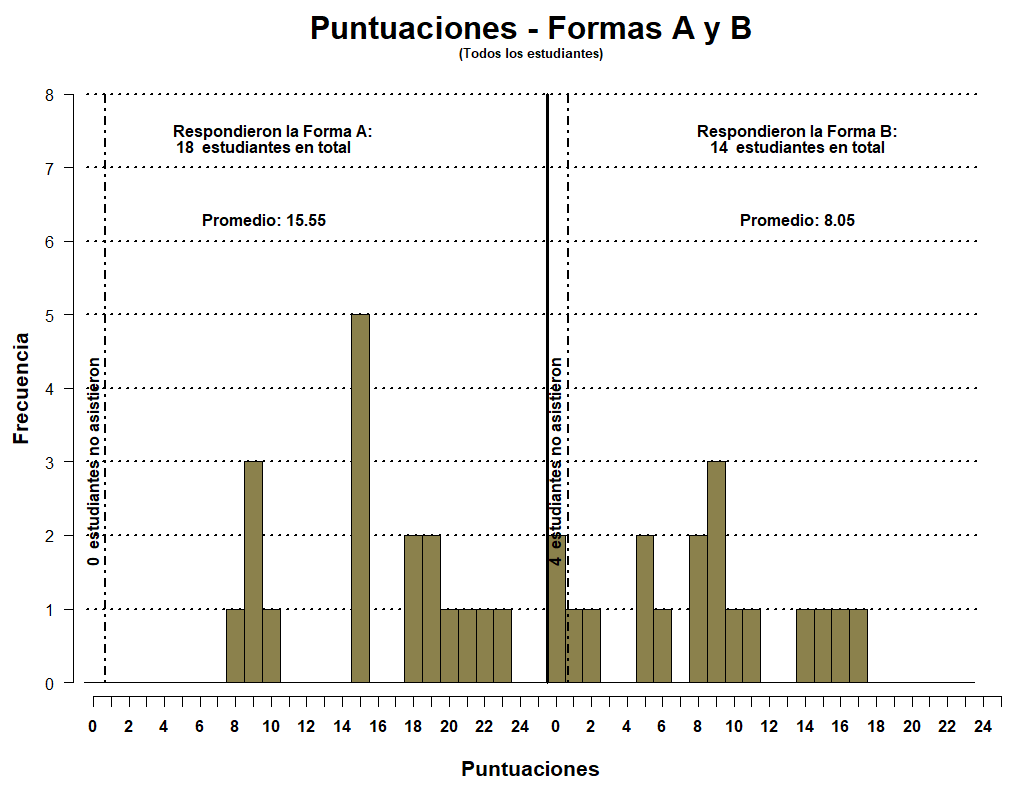 Puntuaciones - Formas A y B
(Todos los estudiantes)
Respondieron la Forma A:
18 estudiantes en total
Respondieron la Forma B:
14 estudiantes en total
Promedio: 15.55
Promedio: 8.05
8
7
6
5
4
3
2
1
0
Frecuencia
0 estudiantes no asistieron
4 estudiantes no asistieron
0 2 4 6 8 10 12 14 16 18 20 22 24 0 2 4 6 8 10 12 14 16 18 20 22 24
Puntuaciones